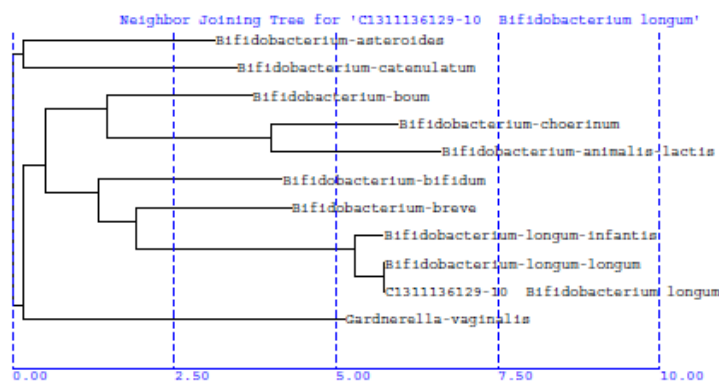 Neighbor Joining Tree for 'C1311136129-10 Bifidobacterium longum'
Bifidobacterium-asteroides
Bifidobacterium-catenulatum
Bifidobacterium-boum
Bifidobacterium-choerinum
Bifidobacterium-animalis-lactis
Bifidobacterium-bifidum
Bifidobacterium-breve
Bifidobacterium-longum-infantis
Bifidobacterium-longum-longum
C1311136129-10 Bifidobacterium longum
Gardnerella-vaginalis
0.00 2.50 5.00 7.50 10.00